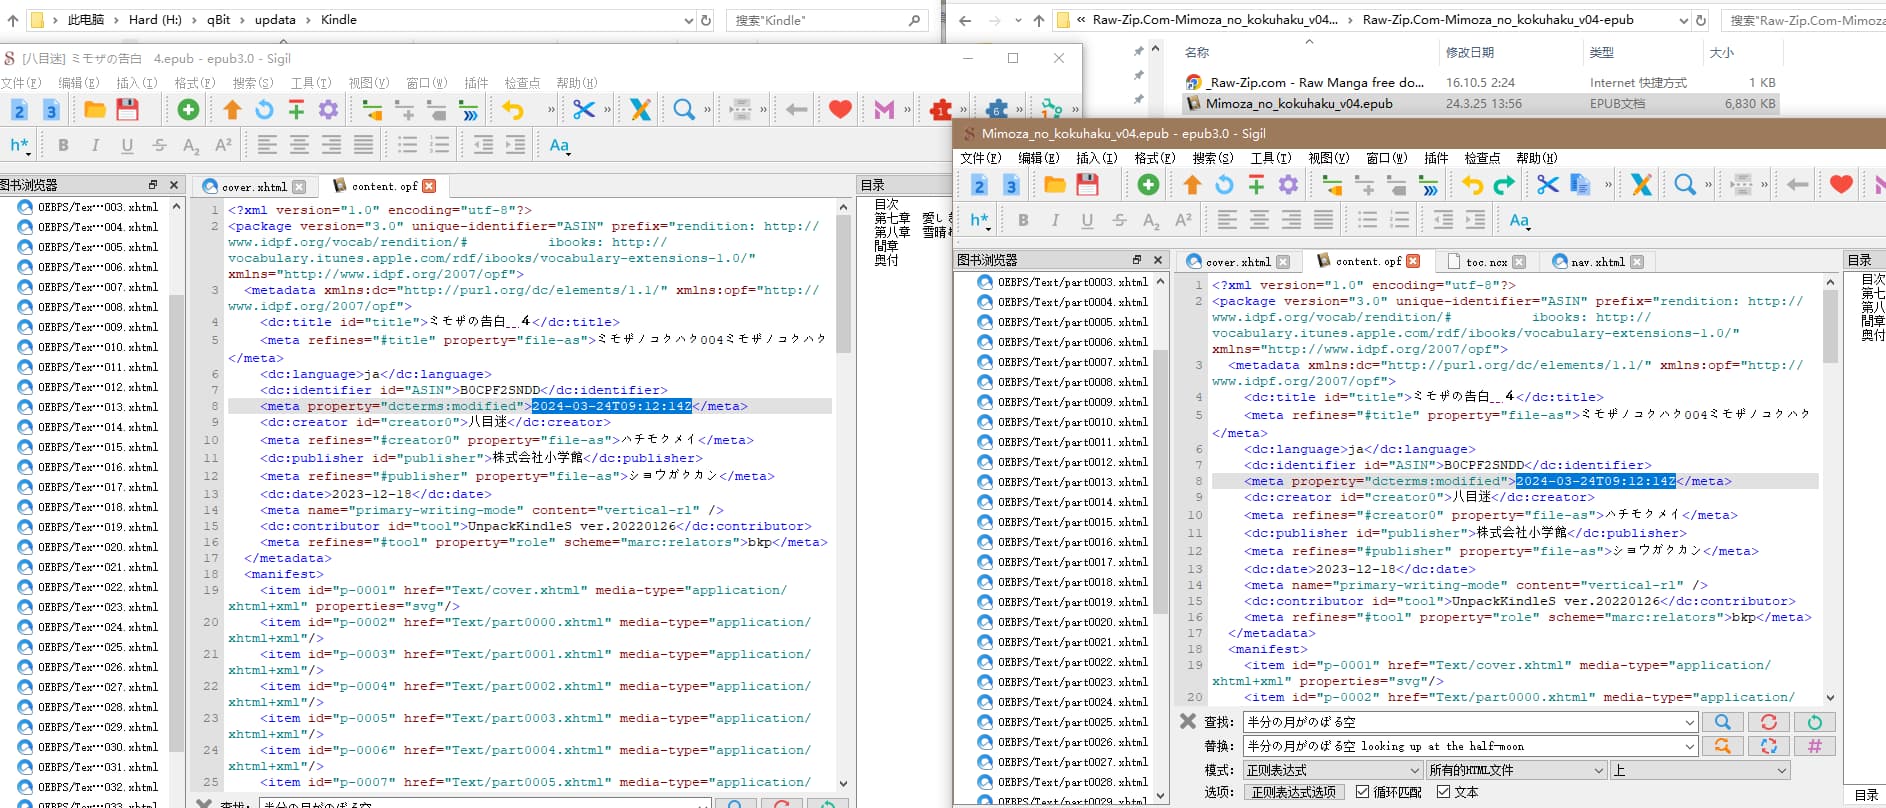 此电脑 > Hard (H:) > qBit > updata > Kindle
搜索"Kindle"
[八目迷] ミモザの告白　4.epub - epub3.0 - Sigil
文件(F) 编辑(E) 插入(I) 格式(F) 搜索(S) 工具(T) 视图(V) 窗口(W) 插件 检查点 帮助(H)
h* B I U S A₂ A² Aa
图书浏览器
OEBPS/Tex…003.xhtml
OEBPS/Tex…004.xhtml
OEBPS/Tex…005.xhtml
OEBPS/Tex…006.xhtml
OEBPS/Tex…007.xhtml
OEBPS/Tex…008.xhtml
OEBPS/Tex…009.xhtml
OEBPS/Tex…010.xhtml
OEBPS/Tex…011.xhtml
OEBPS/Tex…012.xhtml
OEBPS/Tex…013.xhtml
OEBPS/Tex…014.xhtml
OEBPS/Tex…015.xhtml
OEBPS/Tex…016.xhtml
OEBPS/Tex…017.xhtml
OEBPS/Tex…018.xhtml
OEBPS/Tex…019.xhtml
OEBPS/Tex…020.xhtml
OEBPS/Tex…021.xhtml
OEBPS/Tex…022.xhtml
OEBPS/Tex…023.xhtml
OEBPS/Tex…024.xhtml
OEBPS/Tex…025.xhtml
OEBPS/Tex…026.xhtml
OEBPS/Tex…027.xhtml
OEBPS/Tex…028.xhtml
OEBPS/Tex…029.xhtml
OEBPS/Tex…030.xhtml
OEBPS/Tex…031.xhtml
OEBPS/Tex…032.xhtml
OEBPS/Tex…033.xhtml
cover.xhtml content.opf
1 <?xml version="1.0" encoding="utf-8"?>
2 <package version="3.0" unique-identifier="ASIN" prefix="rendition: http://
www.idpf.org/vocab/rendition/# ibooks: http://
vocabulary.itunes.apple.com/rdf/ibooks/vocabulary-extensions-1.0/"
xmlns="http://www.idpf.org/2007/opf">
3 <metadata xmlns:dc="http://purl.org/dc/elements/1.1/" xmlns:opf="http://
www.idpf.org/2007/opf">
4 <dc:title id="title">ミモザの告白__4</dc:title>
5 <meta refines="#title" property="file-as">ミモザノコクハク004ミモザノコクハク
</meta>
6 <dc:language>ja</dc:language>
7 <dc:identifier id="ASIN">B0CPF2SNDD</dc:identifier>
8 <meta property="dcterms:modified">2024-03-24T09:12:14Z</meta>
9 <dc:creator id="creator0">八目迷</dc:creator>
10 <meta refines="#creator0" property="file-as">ハチモクメイ</meta>
11 <dc:publisher id="publisher">株式会社小学館</dc:publisher>
12 <meta refines="#publisher" property="file-as">ショウガクカン</meta>
13 <dc:date>2023-12-18</dc:date>
14 <meta name="primary-writing-mode" content="vertical-rl" />
15 <dc:contributor id="tool">UnpackKindleS ver.20220126</dc:contributor>
16 <meta refines="#tool" property="role" scheme="marc:relators">bkp</meta>
17 </metadata>
18 <manifest>
19 <item id="p-0001" href="Text/cover.xhtml" media-type="application/
xhtml+xml" properties="svg"/>
20 <item id="p-0002" href="Text/part0000.xhtml" media-type="application/
xhtml+xml"/>
21 <item id="p-0003" href="Text/part0001.xhtml" media-type="application/
xhtml+xml"/>
22 <item id="p-0004" href="Text/part0002.xhtml" media-type="application/
xhtml+xml"/>
23 <item id="p-0005" href="Text/part0003.xhtml" media-type="application/
xhtml+xml"/>
24 <item id="p-0006" href="Text/part0004.xhtml" media-type="application/
xhtml+xml"/>
25 <item id="p-0007" href="Text/part0005.xhtml" media-type="application/
查找: 半分の月がのぼる空
目录
目次
第七章　愛し
第八章　雪晴
間章
奥付
« Raw-Zip.Com-Mimoza_no_kokuhaku_v04... > Raw-Zip.Com-Mimoza_no_kokuhaku_v04-epub
搜索"Raw-Zip.Com-Mimoza
名称 修改日期 类型 大小
_Raw-Zip.com - Raw Manga free do... 16.10.5 2:24 Internet 快捷方式 1 KB
Mimoza_no_kokuhaku_v04.epub 24.3.25 13:56 EPUB文档 6,830 KB
Mimoza_no_kokuhaku_v04.epub - epub3.0 - Sigil
文件(F) 编辑(E) 插入(I) 格式(F) 搜索(S) 工具(T) 视图(V) 窗口(W) 插件 检查点 帮助(H)
h* B I U S A₂ A² Aa
图书浏览器
OEBPS/Text/part0003.xhtml
OEBPS/Text/part0004.xhtml
OEBPS/Text/part0005.xhtml
OEBPS/Text/part0006.xhtml
OEBPS/Text/part0007.xhtml
OEBPS/Text/part0008.xhtml
OEBPS/Text/part0009.xhtml
OEBPS/Text/part0010.xhtml
OEBPS/Text/part0011.xhtml
OEBPS/Text/part0012.xhtml
OEBPS/Text/part0013.xhtml
OEBPS/Text/part0014.xhtml
OEBPS/Text/part0015.xhtml
OEBPS/Text/part0016.xhtml
OEBPS/Text/part0017.xhtml
OEBPS/Text/part0018.xhtml
OEBPS/Text/part0019.xhtml
OEBPS/Text/part0020.xhtml
OEBPS/Text/part0021.xhtml
OEBPS/Text/part0022.xhtml
OEBPS/Text/part0023.xhtml
OEBPS/Text/part0024.xhtml
OEBPS/Text/part0025.xhtml
OEBPS/Text/part0026.xhtml
OEBPS/Text/part0027.xhtml
OEBPS/Text/part0028.xhtml
OEBPS/Text/part0029.xhtml
cover.xhtml content.opf toc.ncx nav.xhtml
1 <?xml version="1.0" encoding="utf-8"?>
2 <package version="3.0" unique-identifier="ASIN" prefix="rendition: http://
www.idpf.org/vocab/rendition/# ibooks: http://
vocabulary.itunes.apple.com/rdf/ibooks/vocabulary-extensions-1.0/"
xmlns="http://www.idpf.org/2007/opf">
3 <metadata xmlns:dc="http://purl.org/dc/elements/1.1/" xmlns:opf="http://
www.idpf.org/2007/opf">
4 <dc:title id="title">ミモザの告白__4</dc:title>
5 <meta refines="#title" property="file-as">ミモザノコクハク004ミモザノコクハク
</meta>
6 <dc:language>ja</dc:language>
7 <dc:identifier id="ASIN">B0CPF2SNDD</dc:identifier>
8 <meta property="dcterms:modified">2024-03-24T09:12:14Z</meta>
9 <dc:creator id="creator0">八目迷</dc:creator>
10 <meta refines="#creator0" property="file-as">ハチモクメイ</meta>
11 <dc:publisher id="publisher">株式会社小学館</dc:publisher>
12 <meta refines="#publisher" property="file-as">ショウガクカン</meta>
13 <dc:date>2023-12-18</dc:date>
14 <meta name="primary-writing-mode" content="vertical-rl" />
15 <dc:contributor id="tool">UnpackKindleS ver.20220126</dc:contributor>
16 <meta refines="#tool" property="role" scheme="marc:relators">bkp</meta>
17 </metadata>
18 <manifest>
19 <item id="p-0001" href="Text/cover.xhtml" media-type="application/
xhtml+xml" properties="svg"/>
20 <item id="p-0002" href="Text/part0000.xhtml" media-type="application/
查找: 半分の月がのぼる空
替换: 半分の月がのぼる空 looking up at the half-moon
模式: 正则表达式 所有的HTML文件 上
选项: 正则表达式选项 循环匹配 文本
目录
目次
第七
第八
間章
奥付
目录